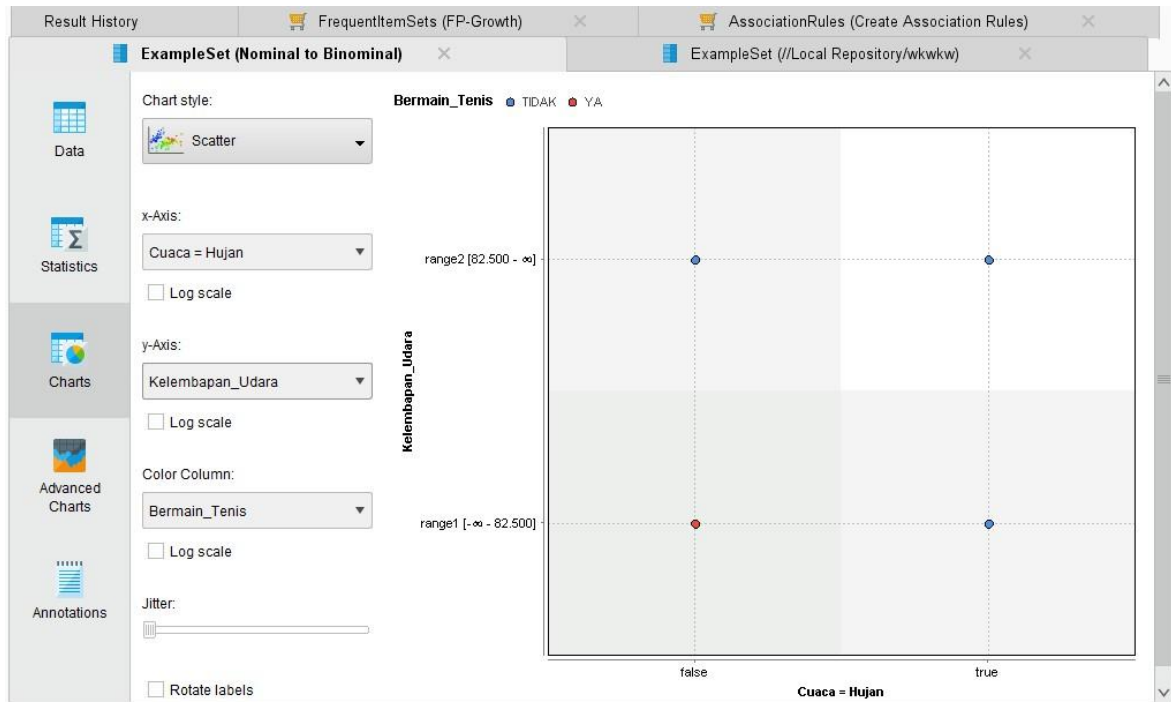 Result History
FrequentItemSets (FP-Growth)
AssociationRules (Create Association Rules)
ExampleSet (Nominal to Binominal)
ExampleSet (//Local Repository/wkwkw)
Data
Statistics
Charts
Advanced
Charts
Annotations
Chart style:
Scatter
x-Axis:
Cuaca = Hujan
Log scale
y-Axis:
Kelembapan_Udara
Log scale
Color Column:
Bermain_Tenis
Log scale
Jitter:
Rotate labels
Bermain_Tenis TIDAK YA
range2 [82.500 - ∞]
Kelembapan_Udara
range1 [-∞ - 82.500]
false true
Cuaca = Hujan